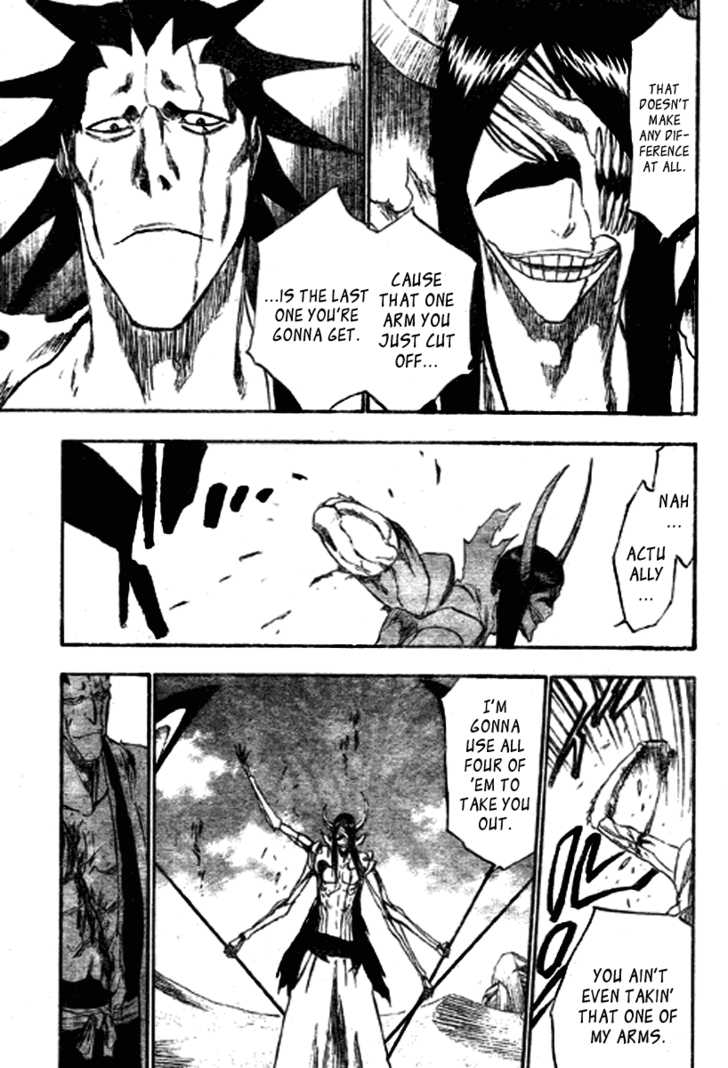 THAT
DOESN'T
MAKE
ANY DIF-
FERENCE
AT ALL.
CAUSE
THAT ONE
ARM YOU
JUST CUT
OFF...
...IS THE LAST
ONE YOU'RE
GONNA GET.
NAH
...
ACTU
ALLY
...
YOU AIN'T
EVEN TAKIN'
THAT ONE OF
MY ARMS.
I'M
GONNA
USE ALL
FOUR OF
'EM TO
TAKE YOU
OUT.